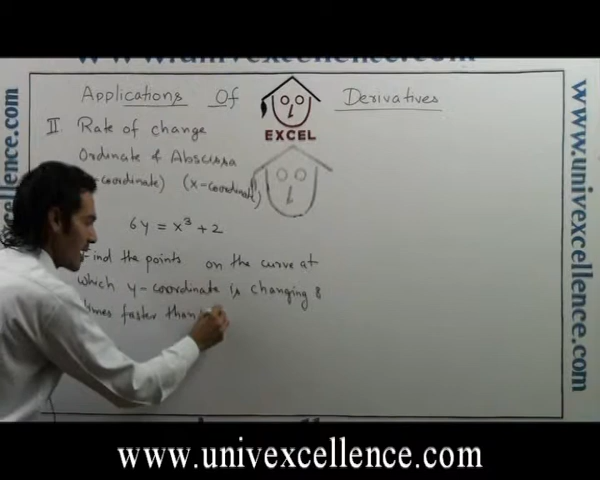 www.univexcellence.com
Applications Of Derivatives
EXCEL
II Rate of change
Ordinate & Abscissa
-coordinate) (x-coordinate)
6y = x³ + 2
Find the points on the curve at
which y-coordinate is changing 8
times faster than
www.univexcellence.com
llence.com
www.univexcellence.com